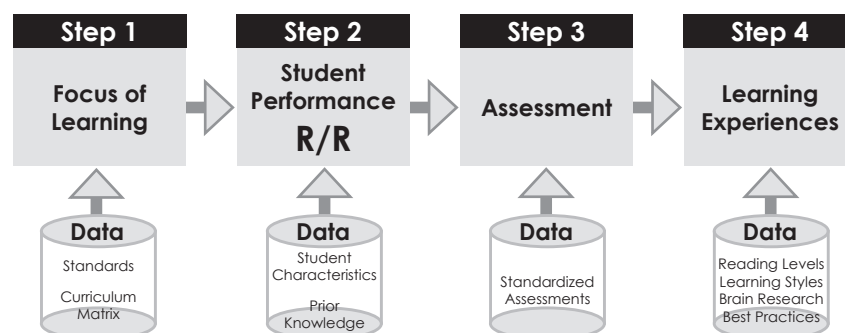 Step 1
Step 2
Step 3
Step 4
Focus of
Learning
Student
Performance
R/R
Assessment
Learning
Experiences
Data
Standards
Curriculum
Matrix
Data
Student
Characteristics
Prior
Knowledge
Data
Standardized
Assessments
Data
Reading Levels
Learning Styles
Brain Research
Best Practices